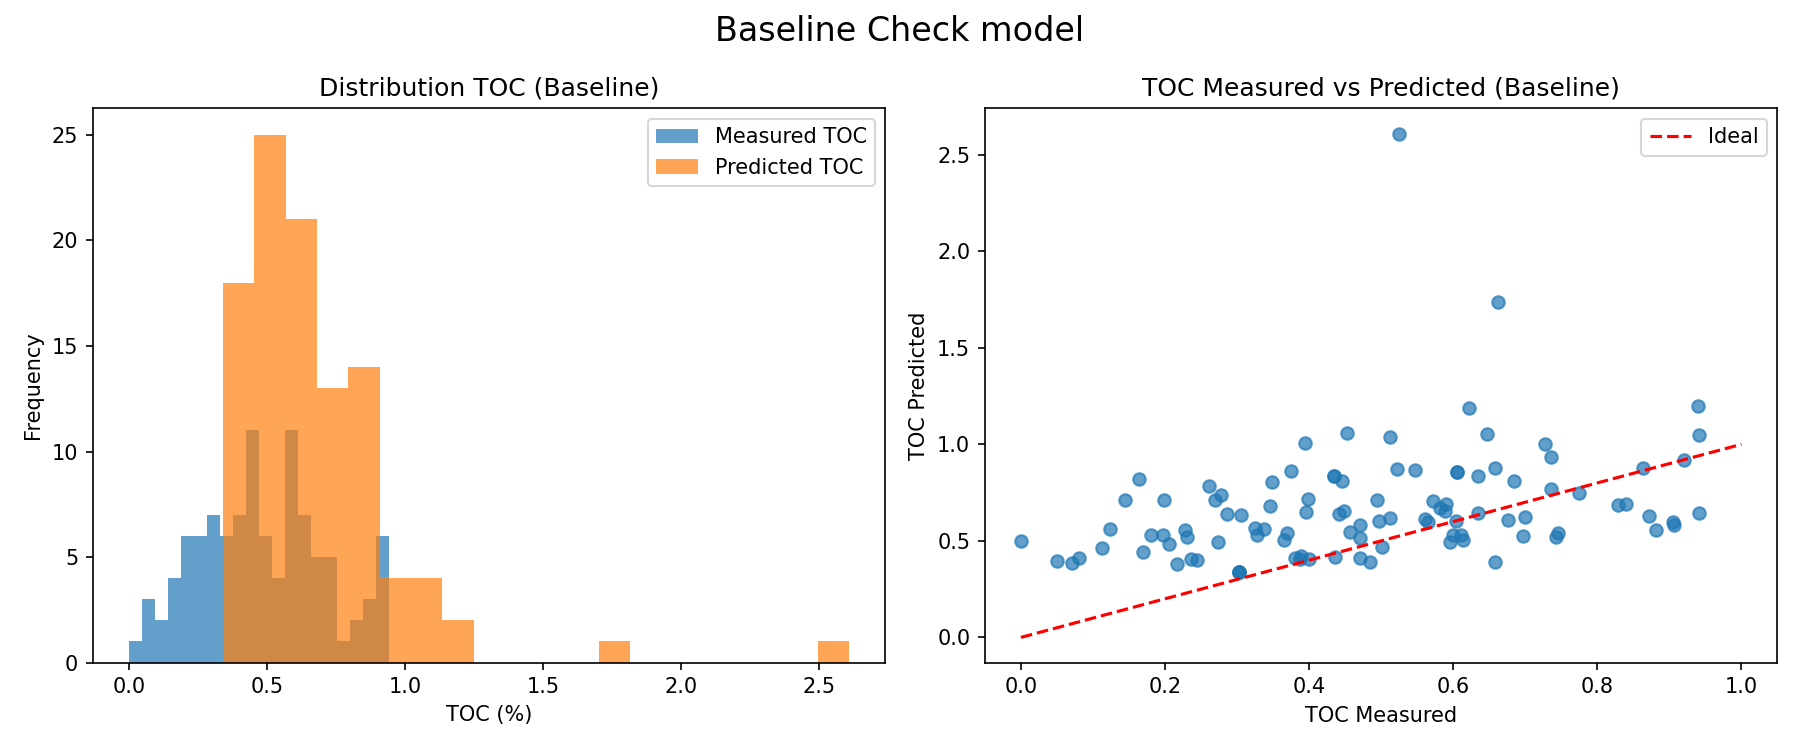 Baseline Check model
Distribution TOC (Baseline)
Measured TOC
Predicted TOC
Frequency
25
20
15
10
5
0
0.0 0.5 1.0 1.5 2.0 2.5
TOC (%)
TOC Measured vs Predicted (Baseline)
Ideal
TOC Predicted
2.5
2.0
1.5
1.0
0.5
0.0
0.0 0.2 0.4 0.6 0.8 1.0
TOC Measured